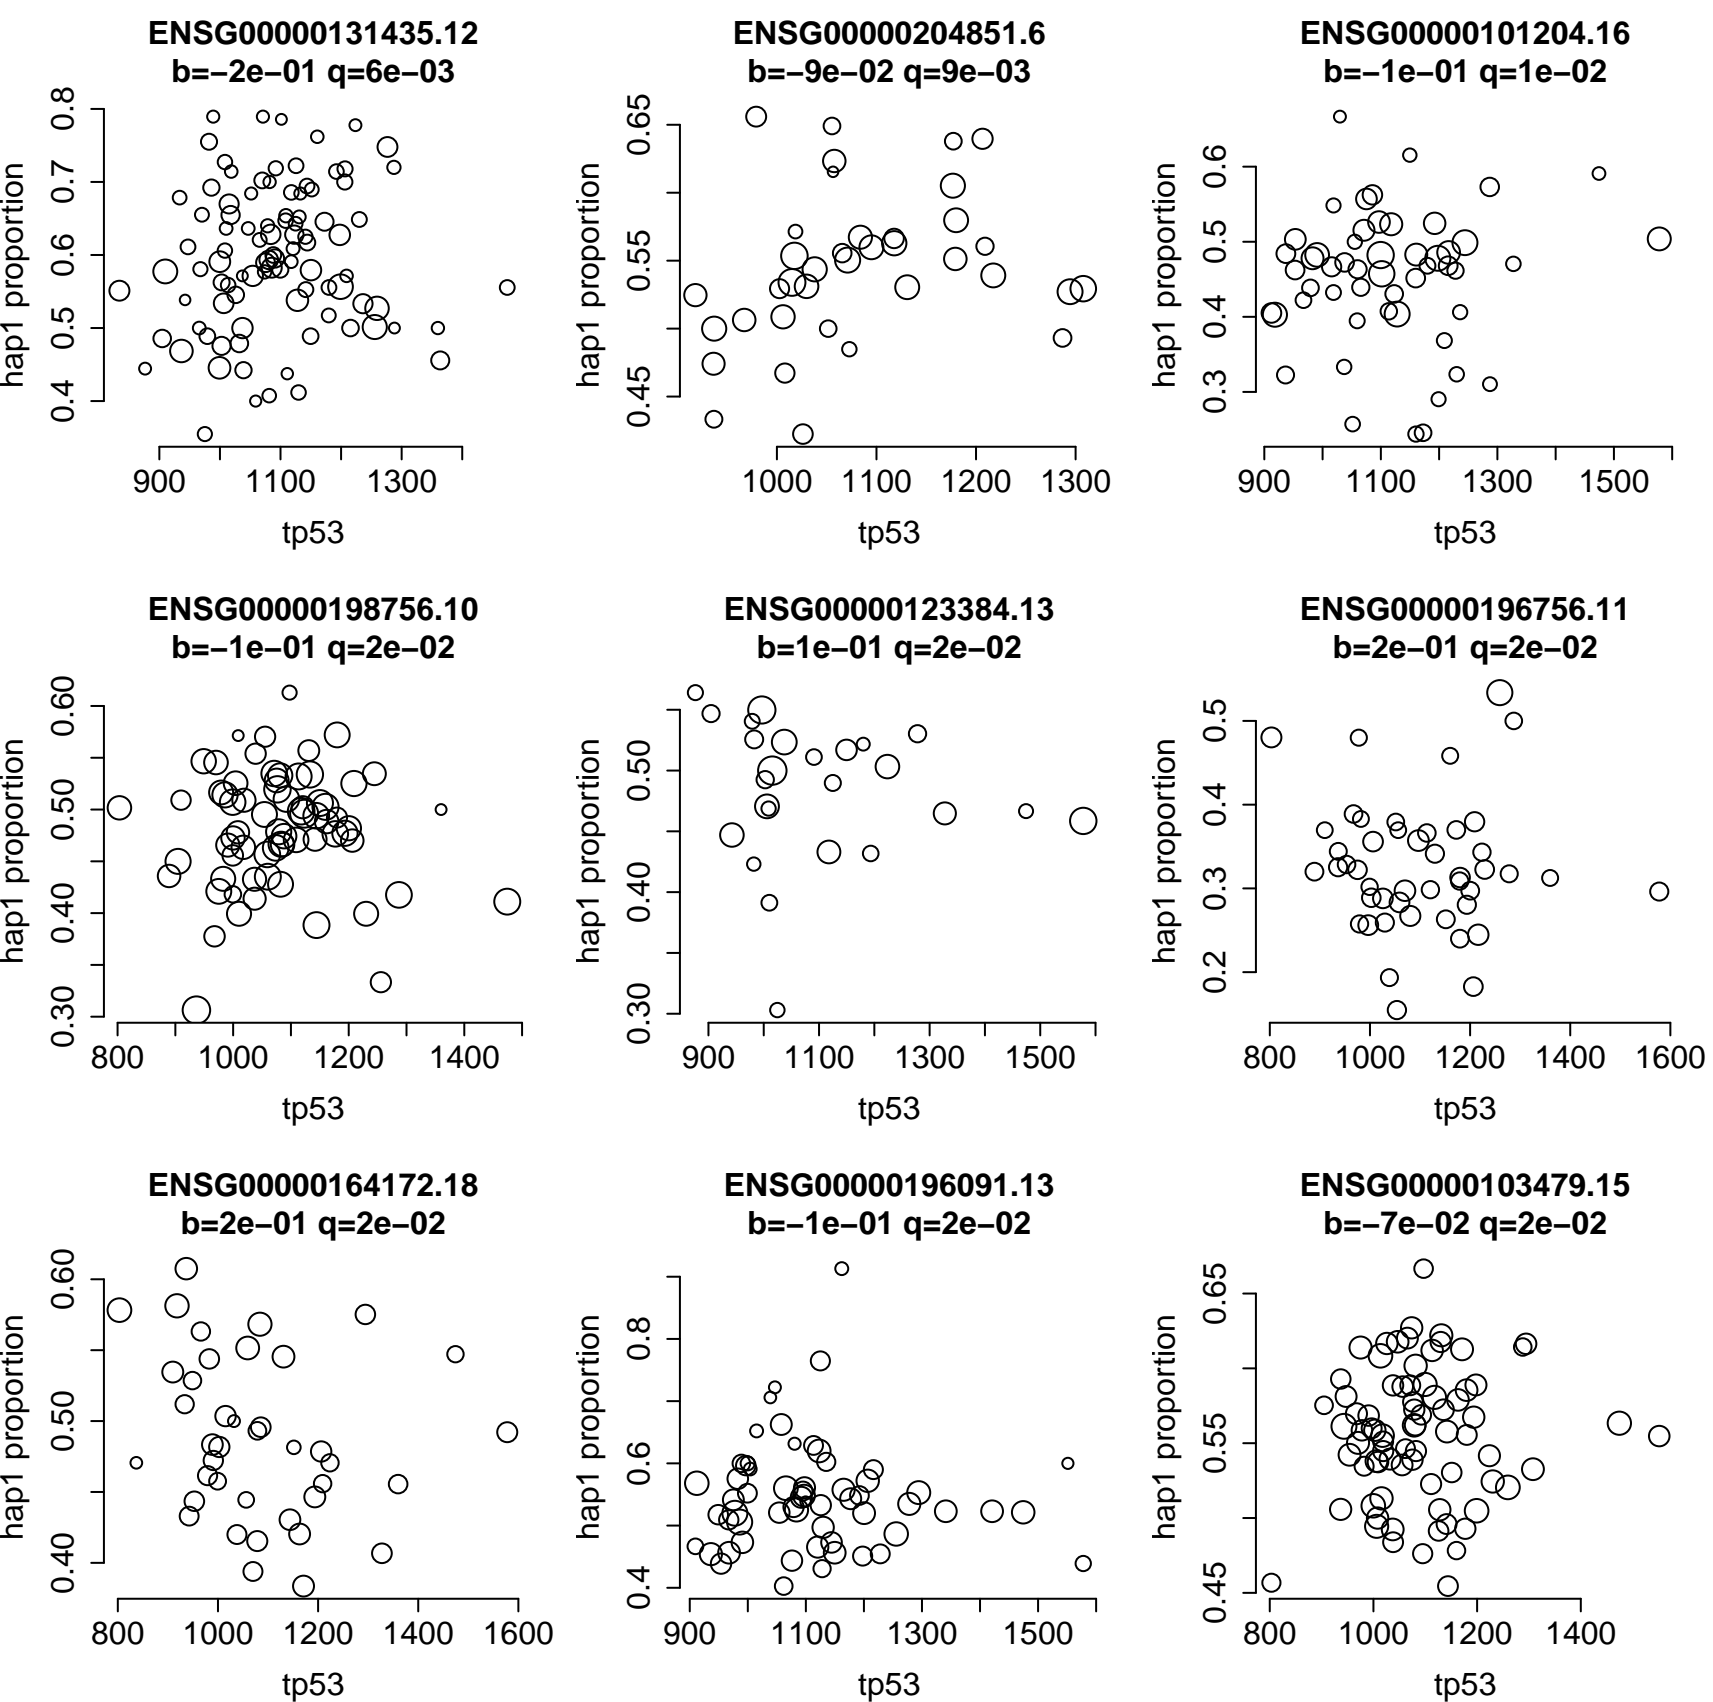 ENSG00000131435.12
b=−2e−01 q=6e−03
hap1 proportion
0.4 0.5 0.6 0.7 0.8
900 1100 1300
tp53
ENSG00000204851.6
b=−9e−02 q=9e−03
hap1 proportion
0.45 0.55 0.65
1000 1100 1200 1300
tp53
ENSG00000101204.16
b=−1e−01 q=1e−02
hap1 proportion
0.3 0.4 0.5 0.6
900 1100 1300 1500
tp53
ENSG00000198756.10
b=−1e−01 q=2e−02
hap1 proportion
0.30 0.40 0.50 0.60
800 1000 1200 1400
tp53
ENSG00000123384.13
b=1e−01 q=2e−02
hap1 proportion
0.30 0.40 0.50
900 1100 1300 1500
tp53
ENSG00000196756.11
b=2e−01 q=2e−02
hap1 proportion
0.2 0.3 0.4 0.5
800 1000 1200 1400 1600
tp53
ENSG00000164172.18
b=2e−01 q=2e−02
hap1 proportion
0.40 0.50 0.60
800 1000 1200 1400 1600
tp53
ENSG00000196091.13
b=−1e−01 q=2e−02
hap1 proportion
0.4 0.6 0.8
900 1100 1300 1500
tp53
ENSG00000103479.15
b=−7e−02 q=2e−02
hap1 proportion
0.45 0.55 0.65
800 1000 1200 1400
tp53